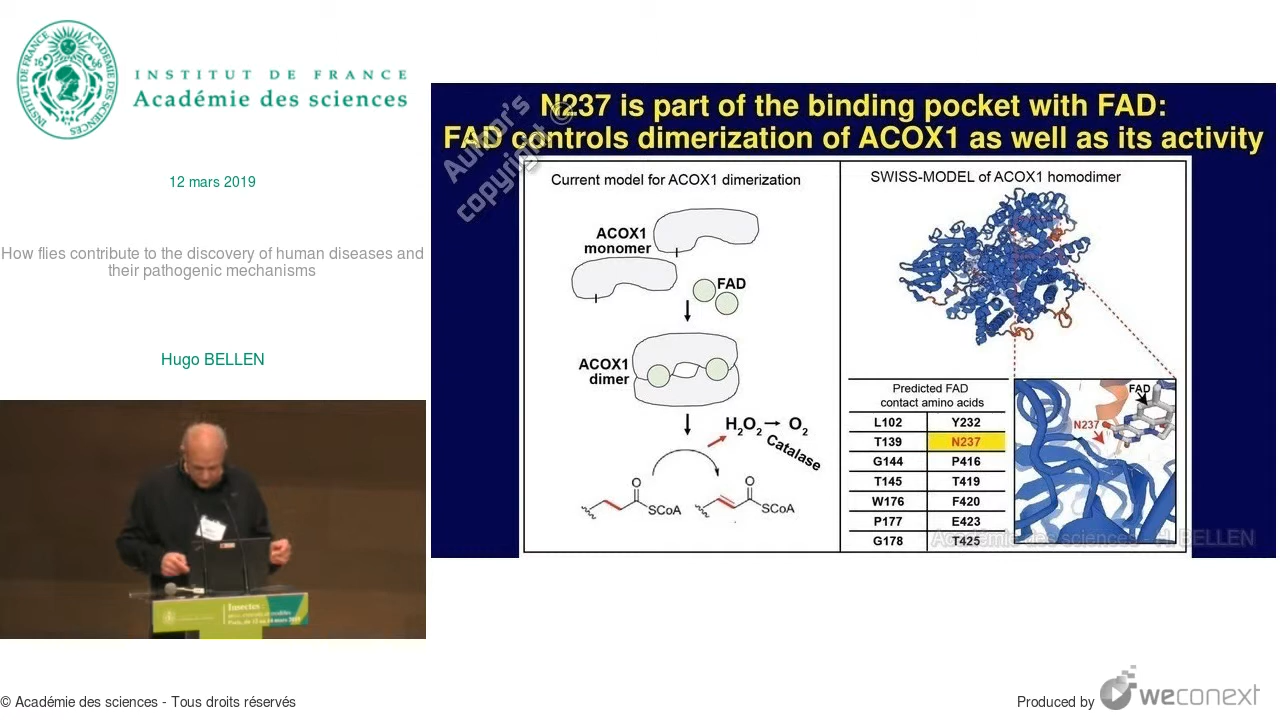 INSTITUT DE FRANCE
Académie des sciences
12 mars 2019
How flies contribute to the discovery of human diseases and
their pathogenic mechanisms
Hugo BELLEN
Insectes
© Académie des sciences - Tous droits réservés
N237 is part of the binding pocket with FAD:
FAD controls dimerization of ACOX1 as well as its activity
Author's
copyright ©
Current model for ACOX1 dimerization
ACOX1
monomer
FAD
ACOX1
dimer
H2O2 → O2
Catalase
O
SCoA
O
SCoA
SWISS-MODEL of ACOX1 homodimer
Predicted FAD
contact amino acids
L102 Y232
T139 N237
G144 P416
T145 T419
W176 F420
P177 E423
G178 T425
FAD
N237
Académie des sciences - H. BELLEN
Produced by weconext